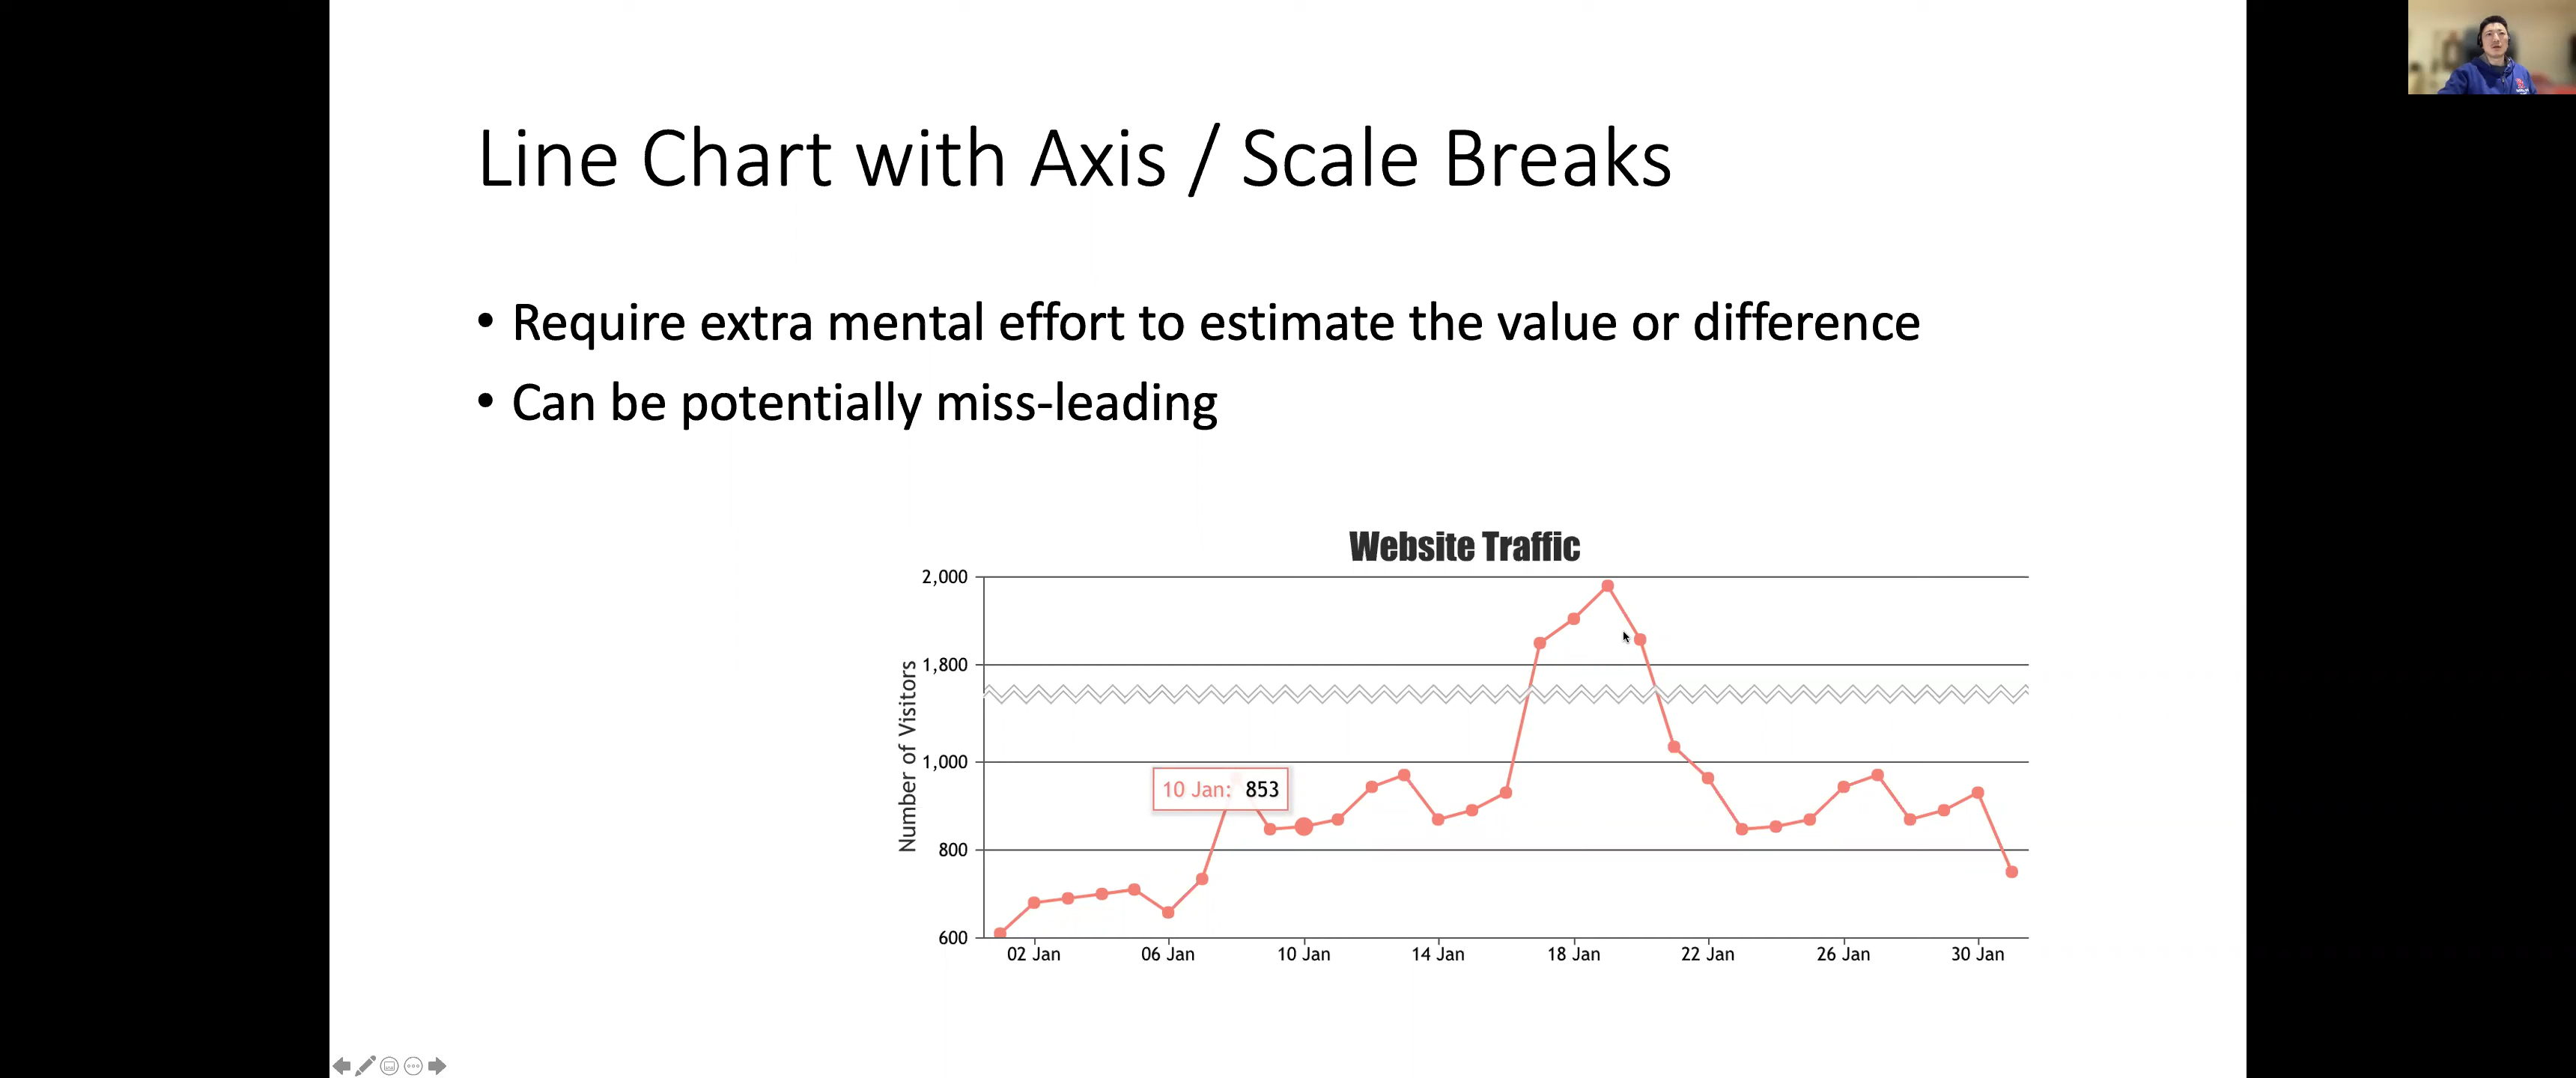 Line Chart with Axis / Scale Breaks
• Require extra mental effort to estimate the value or difference
• Can be potentially miss-leading
Website Traffic
Number of Visitors
2,000
1,800
1,000
800
600
10 Jan: 853
02 Jan 06 Jan 10 Jan 14 Jan 18 Jan 22 Jan 26 Jan 30 Jan